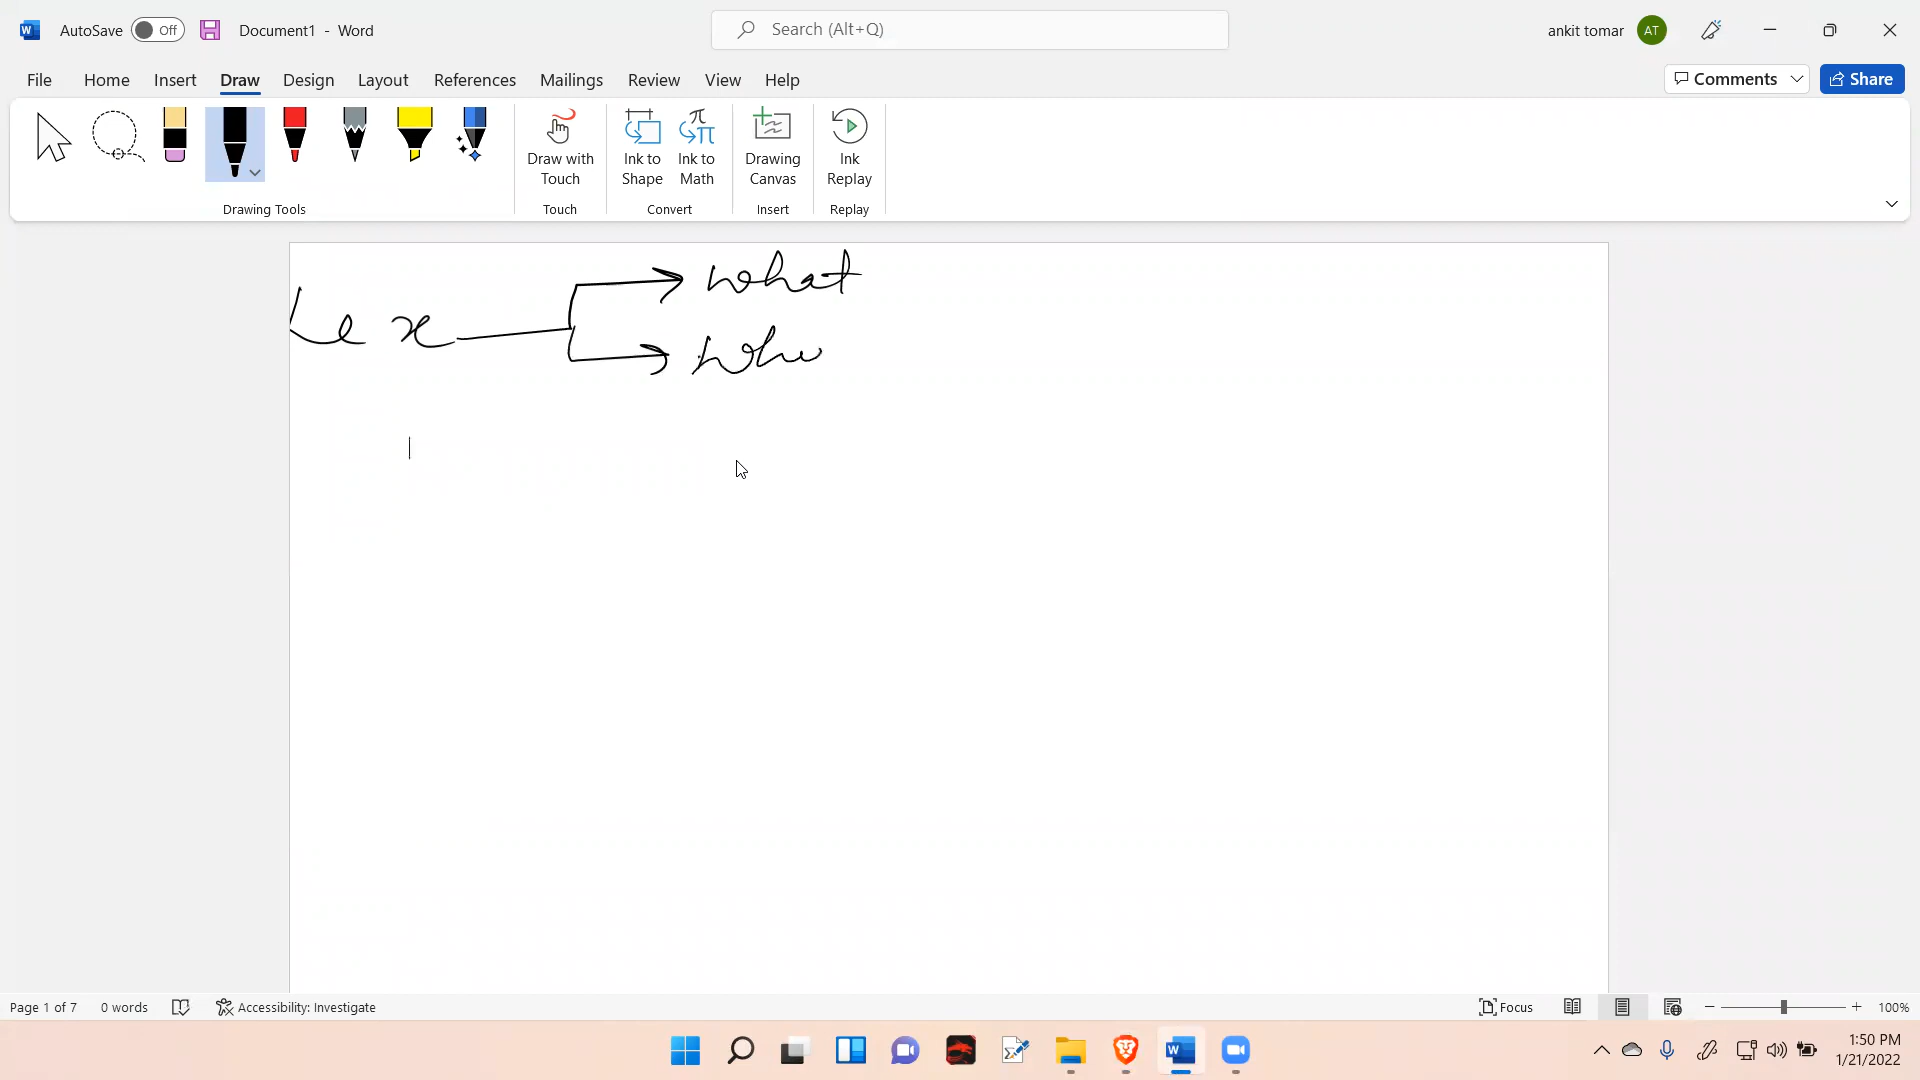 AutoSave Off Document1 - Word Search (Alt+Q) ankit tomar AT
File Home Insert Draw Design Layout References Mailings Review View Help Comments Share
Draw with Touch
Ink to Shape
Ink to Math
Drawing Canvas
Ink Replay
Drawing Tools Touch Convert Insert Replay
what
Lex
Page 1 of 7 0 words Accessibility: Investigate Focus 100%
1:50 PM
1/21/2022